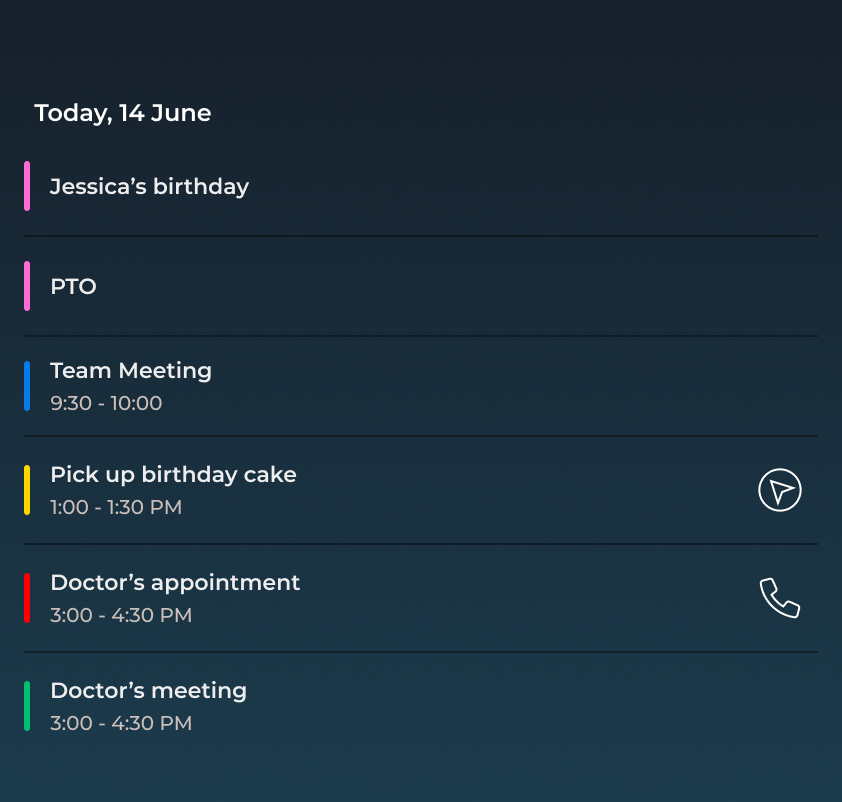 Today, 14 June
Jessica’s birthday
PTO
Team Meeting
9:30 - 10:00
Pick up birthday cake
1:00 - 1:30 PM
Doctor’s appointment
3:00 - 4:30 PM
Doctor’s meeting
3:00 - 4:30 PM